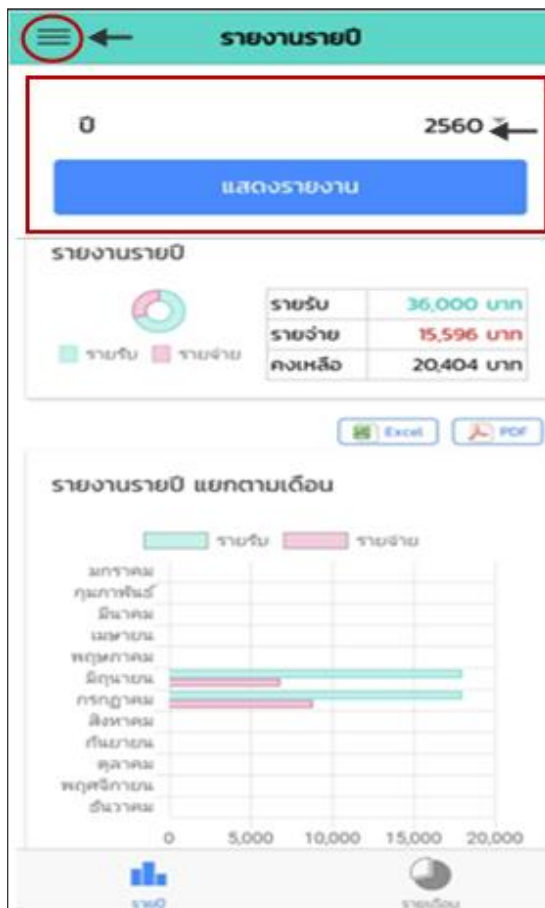 รายงานรายปี
ปี 2560
แสดงรายงาน
รายงานรายปี
รายรับ 36,000 บาท
รายจ่าย 15,596 บาท
คงเหลือ 20,404 บาท
รายรับ รายจ่าย
Excel PDF
รายงานรายปี แยกตามเดือน
รายรับ รายจ่าย
มกราคม
กุมภาพันธ์
มีนาคม
เมษายน
พฤษภาคม
มิถุนายน
กรกฎาคม
สิงหาคม
กันยายน
ตุลาคม
พฤศจิกายน
ธันวาคม
0 5,000 10,000 15,000 20,000
รายปี รายเดือน